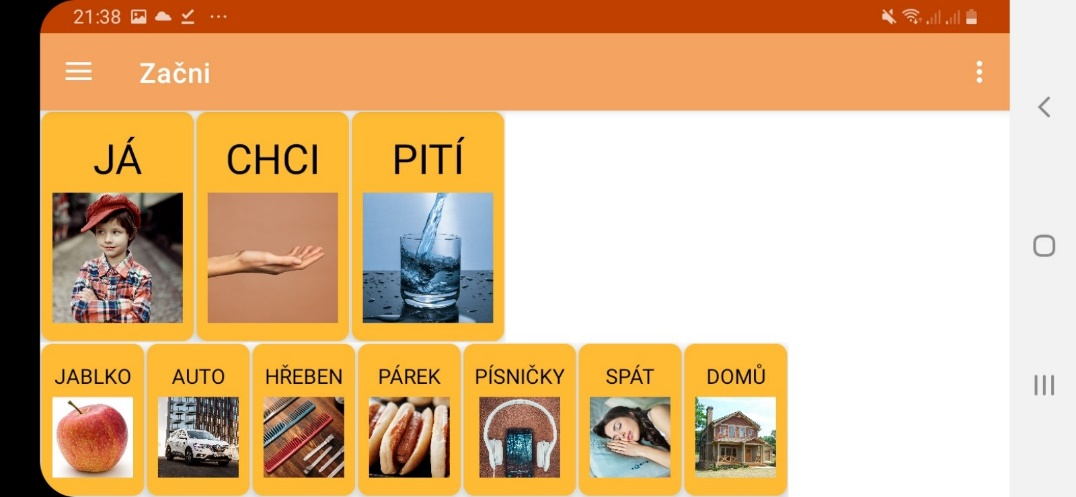 21:38
Začni
JÁ CHCI PITÍ
JABLKO AUTO HŘEBEN PÁREK PÍSNIČKY SPÁT DOMŮ